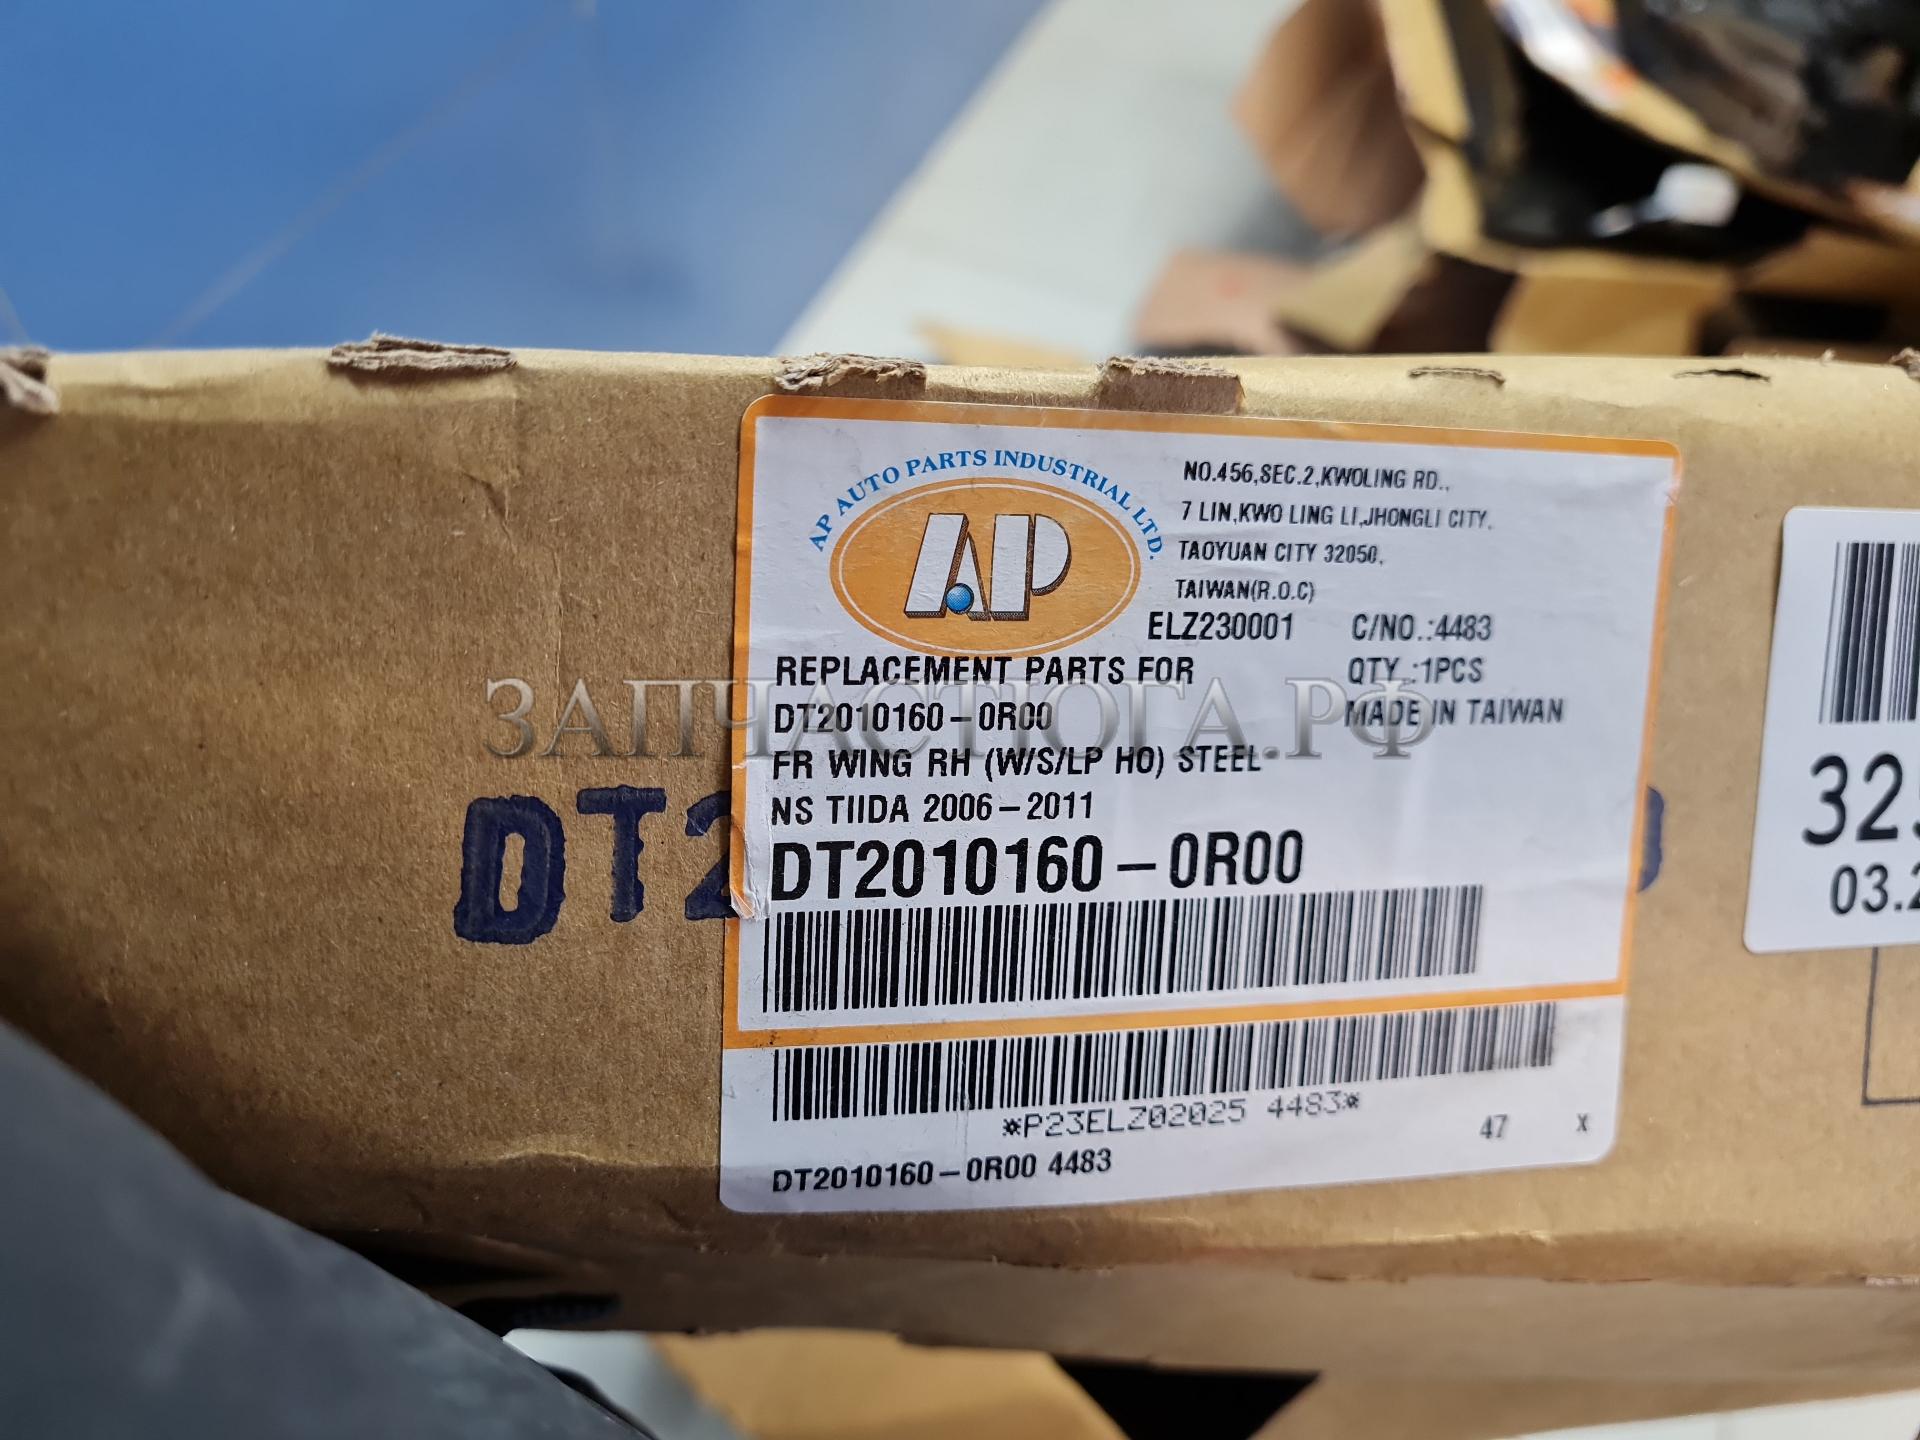 AP AUTO PARTS INDUSTRIAL LTD.
AP
NO.456,SEC.2,KWOLING RD.,
7 LIN,KWO LING LI,JHONGLI CITY,
TAOYUAN CITY 32050,
TAIWAN(R.O.C)
ELZ230001 C/NO.:4483
REPLACEMENT PARTS FOR QTY.:1PCS
DT2010160-0R00 MADE IN TAIWAN
ЗАПЧАСТЮГА.РФ
FR WING RH (W/S/LP HO) STEEL
NS TIIDA 2006-2011
DT2010160-0R00
*P23ELZ02025 4483*
47 X
DT2010160-0R00 4483
DT2
32
03.2